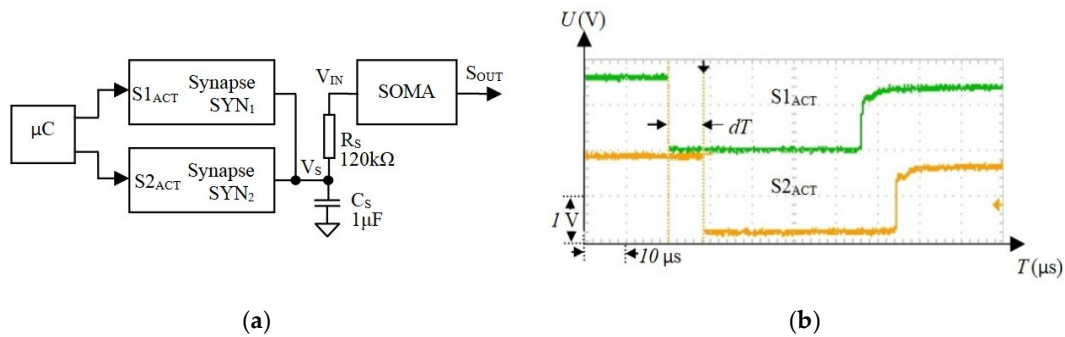 (a)
μC
S1ACT
Synapse
SYN1
S2ACT
Synapse
SYN2
VS
VIN
RS
120kΩ
CS
1μF
SOMA
SOUT
(b)
U(V)
S1ACT
dT
S2ACT
1 V
10 μs
T(μs)